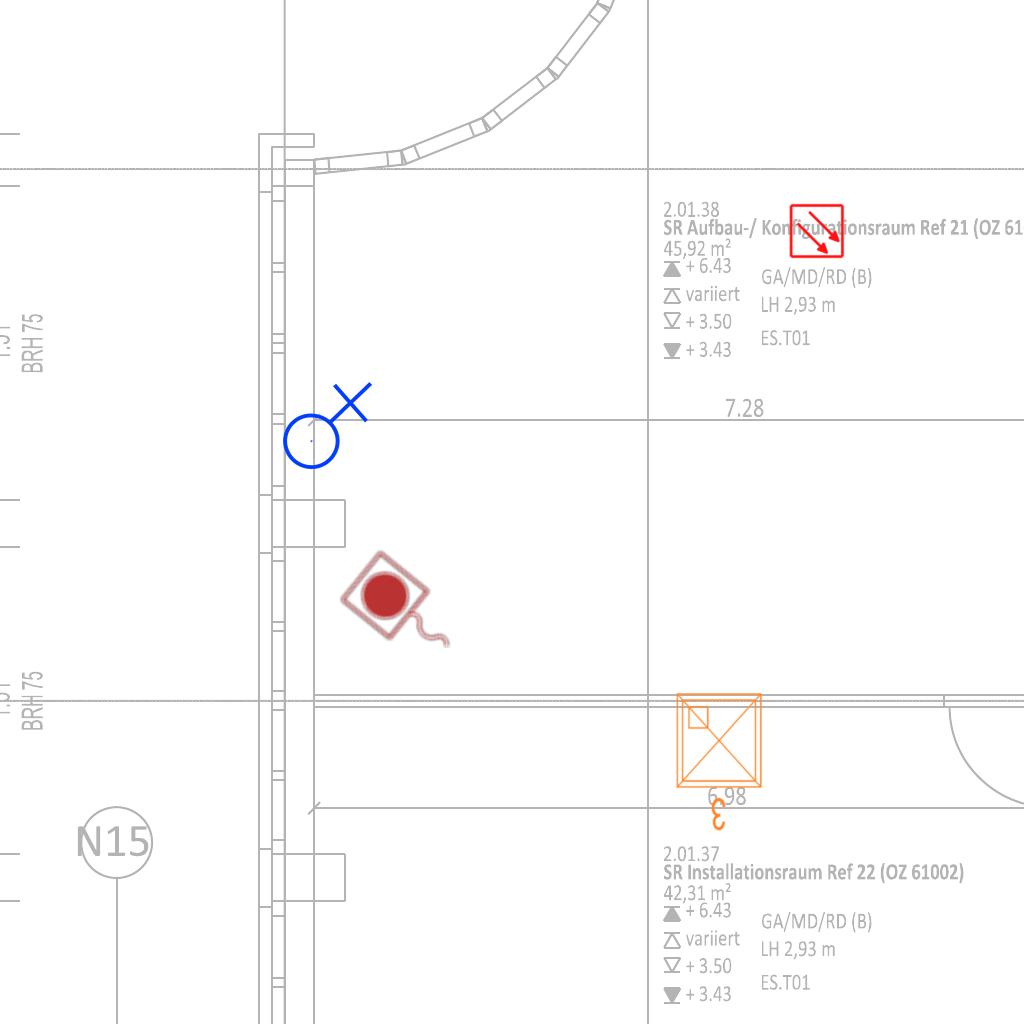 2.01.38
SR Aufbau-/ Konfigurationsraum Ref 21 (OZ 61
45,92 m²
+ 6.43
variiert
+ 3.50
+ 3.43
GA/MD/RD (B)
LH 2,93 m
ES.T01
BRH 75
7.28
BRH 75
6.98
3
N15
2.01.37
SR Installationsraum Ref 22 (OZ 61002)
42,31 m²
+ 6.43
variiert
+ 3.50
+ 3.43
GA/MD/RD (B)
LH 2,93 m
ES.T01